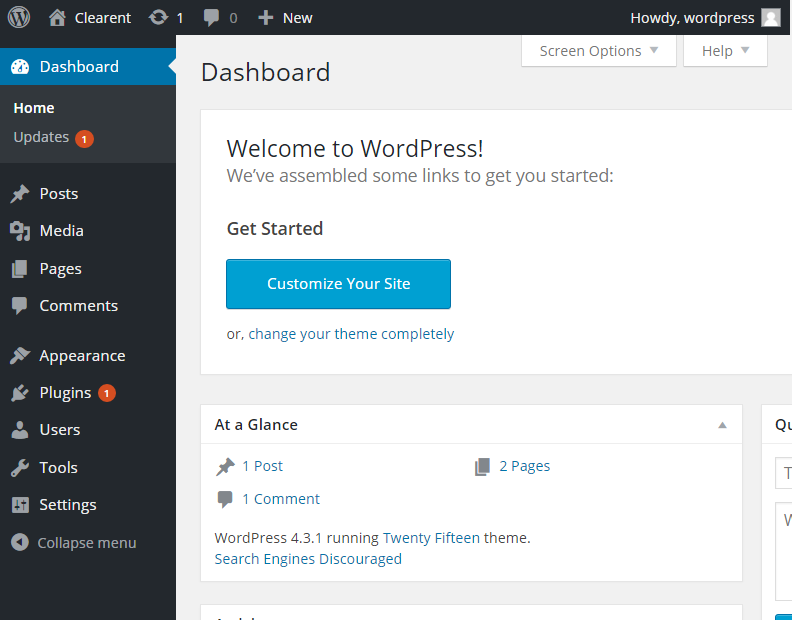 Clearent 1 0 New Howdy, wordpress
Screen Options Help
Dashboard
Home
Updates 1
Posts
Media
Pages
Comments
Appearance
Plugins 1
Users
Tools
Settings
Collapse menu
Dashboard
Welcome to WordPress!
We’ve assembled some links to get you started:
Get Started
Customize Your Site
or, change your theme completely
At a Glance
1 Post 2 Pages
1 Comment
WordPress 4.3.1 running Twenty Fifteen theme.
Search Engines Discouraged